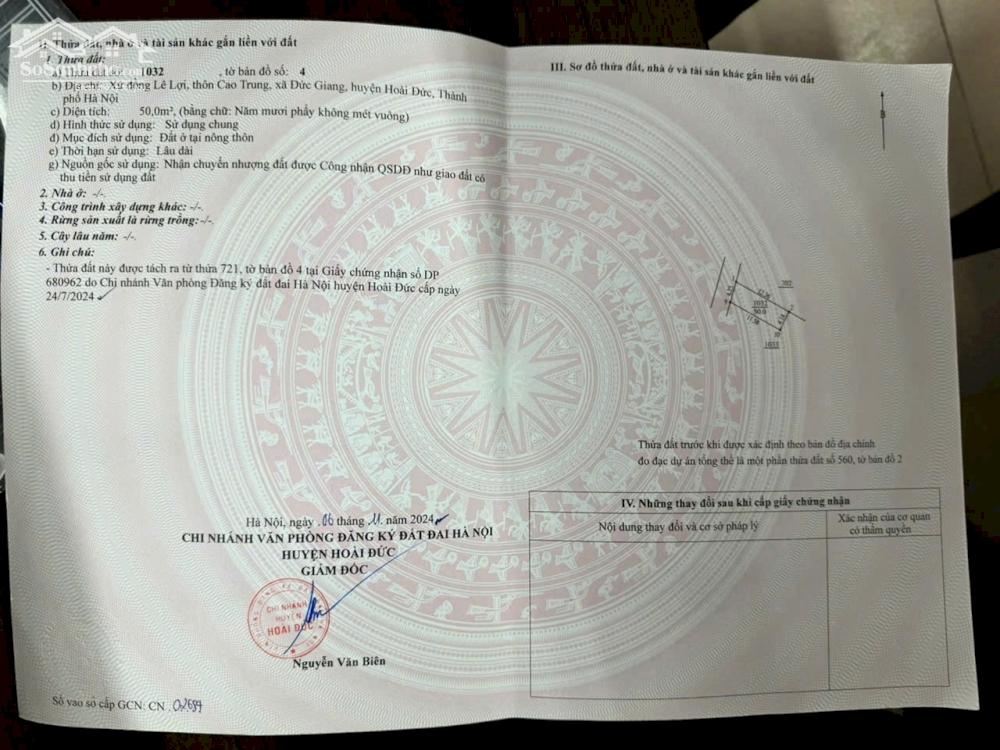 II. Thửa đất, nhà ở và tài sản khác gắn liền với đất
1. Thửa đất:
a) Thửa đất số: 1032 , tờ bản đồ số: 4
b) Địa chỉ: Xứ đồng Lê Lợi, thôn Cao Trung, xã Đức Giang, huyện Hoài Đức, Thành
phố Hà Nội
c) Diện tích: 50,0m², (bằng chữ: Năm mươi phẩy không mét vuông)
d) Hình thức sử dụng: Sử dụng chung
đ) Mục đích sử dụng: Đất ở tại nông thôn
e) Thời hạn sử dụng: Lâu dài
g) Nguồn gốc sử dụng: Nhận chuyển nhượng đất được Công nhận QSDĐ như giao đất có
thu tiền sử dụng đất
2. Nhà ở: -/-.
3. Công trình xây dựng khác: -/-.
4. Rừng sản xuất là rừng trồng: -/-.
5. Cây lâu năm: -/-.
6. Ghi chú:
- Thửa đất này được tách ra từ thửa 721, tờ bản đồ 4 tại Giấy chứng nhận số DP
680962 do Chi nhánh Văn phòng Đăng ký đất đai Hà Nội huyện Hoài Đức cấp ngày
24/7/2024
Hà Nội, ngày 06 tháng 11 năm 2024
CHI NHÁNH VĂN PHÒNG ĐĂNG KÝ ĐẤT ĐAI HÀ NỘI
HUYỆN HOÀI ĐỨC
GIÁM ĐỐC
CHI NHÁNH
HUYỆN
HOÀI ĐỨC
Nguyễn Văn Biên
Số vào sổ cấp GCN: CN 02684
III. Sơ đồ thửa đất, nhà ở và tài sản khác gắn liền với đất
B
1032
50.0
1033
Thửa đất trước khi được xác định theo bản đồ địa chính
đo đạc dự án tổng thể là một phần thửa đất số 560, tờ bản đồ 2
IV. Những thay đổi sau khi cấp giấy chứng nhận
Nội dung thay đổi và cơ sở pháp lý
Xác nhận của cơ quan
có thẩm quyền